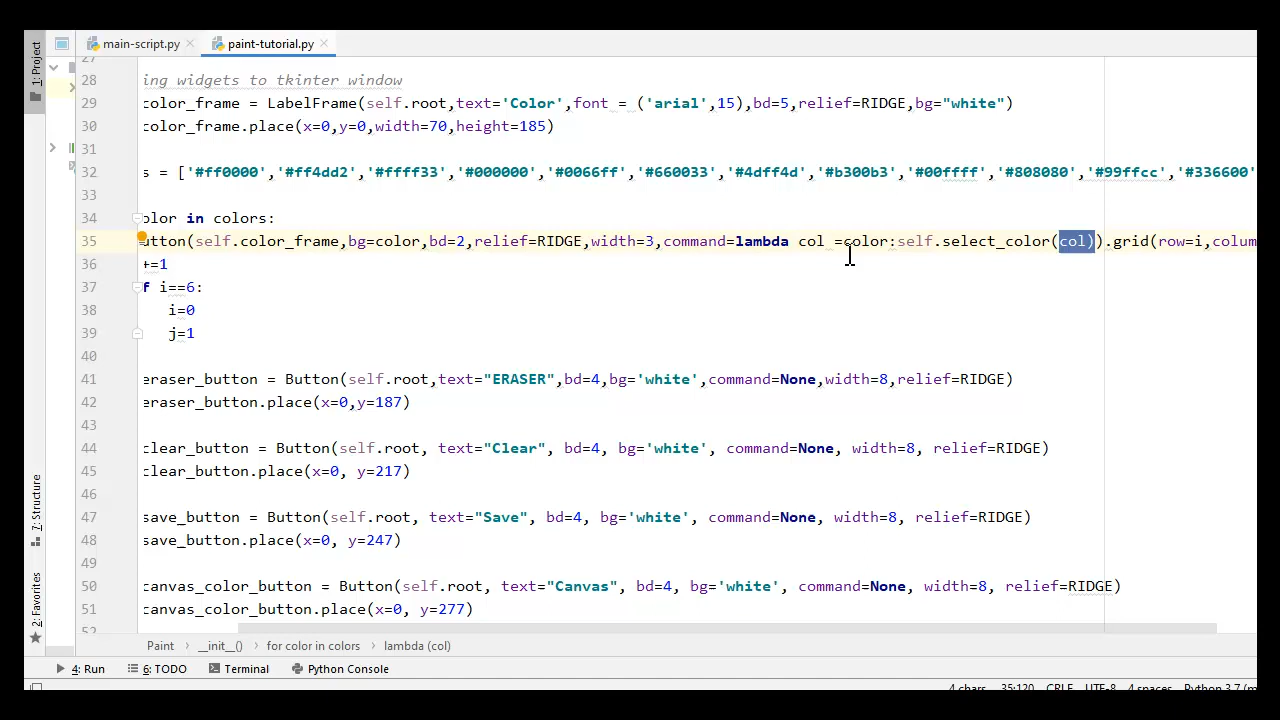 1: Project
main-script.py
paint-tutorial.py
27
28 ing widgets to tkinter window
29 color_frame = LabelFrame(self.root,text='Color',font = ('arial',15),bd=5,relief=RIDGE,bg="white")
30 color_frame.place(x=0,y=0,width=70,height=185)
31
32 s = ['#ff0000','#ff4dd2','#ffff33','#000000','#0066ff','#660033','#4dff4d','#b300b3','#00ffff','#808080','#99ffcc','#336600'
33
34 olor in colors:
35 utton(self.color_frame,bg=color,bd=2,relief=RIDGE,width=3,command=lambda col =color:self.select_color(col)).grid(row=i,colum
36 +=1
37 f i==6:
38 i=0
39 j=1
40
41 eraser_button = Button(self.root,text="ERASER",bd=4,bg='white',command=None,width=8,relief=RIDGE)
42 eraser_button.place(x=0,y=187)
43
44 clear_button = Button(self.root, text="Clear", bd=4, bg='white', command=None, width=8, relief=RIDGE)
45 clear_button.place(x=0, y=217)
46
47 save_button = Button(self.root, text="Save", bd=4, bg='white', command=None, width=8, relief=RIDGE)
48 save_button.place(x=0, y=247)
49
50 canvas_color_button = Button(self.root, text="Canvas", bd=4, bg='white', command=None, width=8, relief=RIDGE)
51 canvas_color_button.place(x=0, y=277)
52
7: Structure
2: Favorites
Paint › __init__() › for color in colors › lambda (col)
4: Run 6: TODO Terminal Python Console
4 chars 35:120 CRLF UTF-8 4 spaces Python 3.7